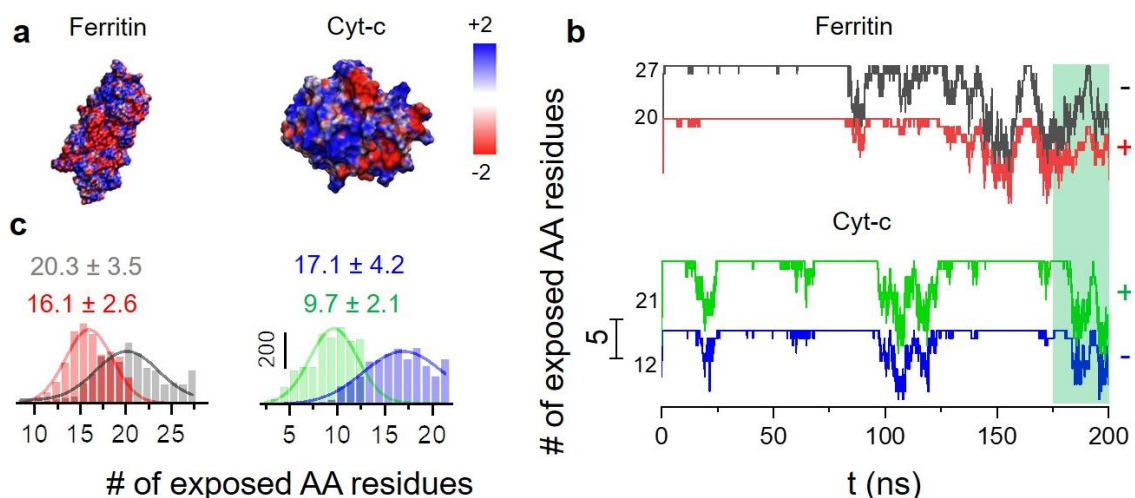 a
Ferritin
Cyt-c
+2
-2
b
Ferritin
27
20
-
+
Cyt-c
21
12
+
-
5
# of exposed AA residues
0
50
100
150
200
t (ns)
c
20.3 ± 3.5
16.1 ± 2.6
17.1 ± 4.2
9.7 ± 2.1
200
10
15
20
25
5
10
15
20
# of exposed AA residues